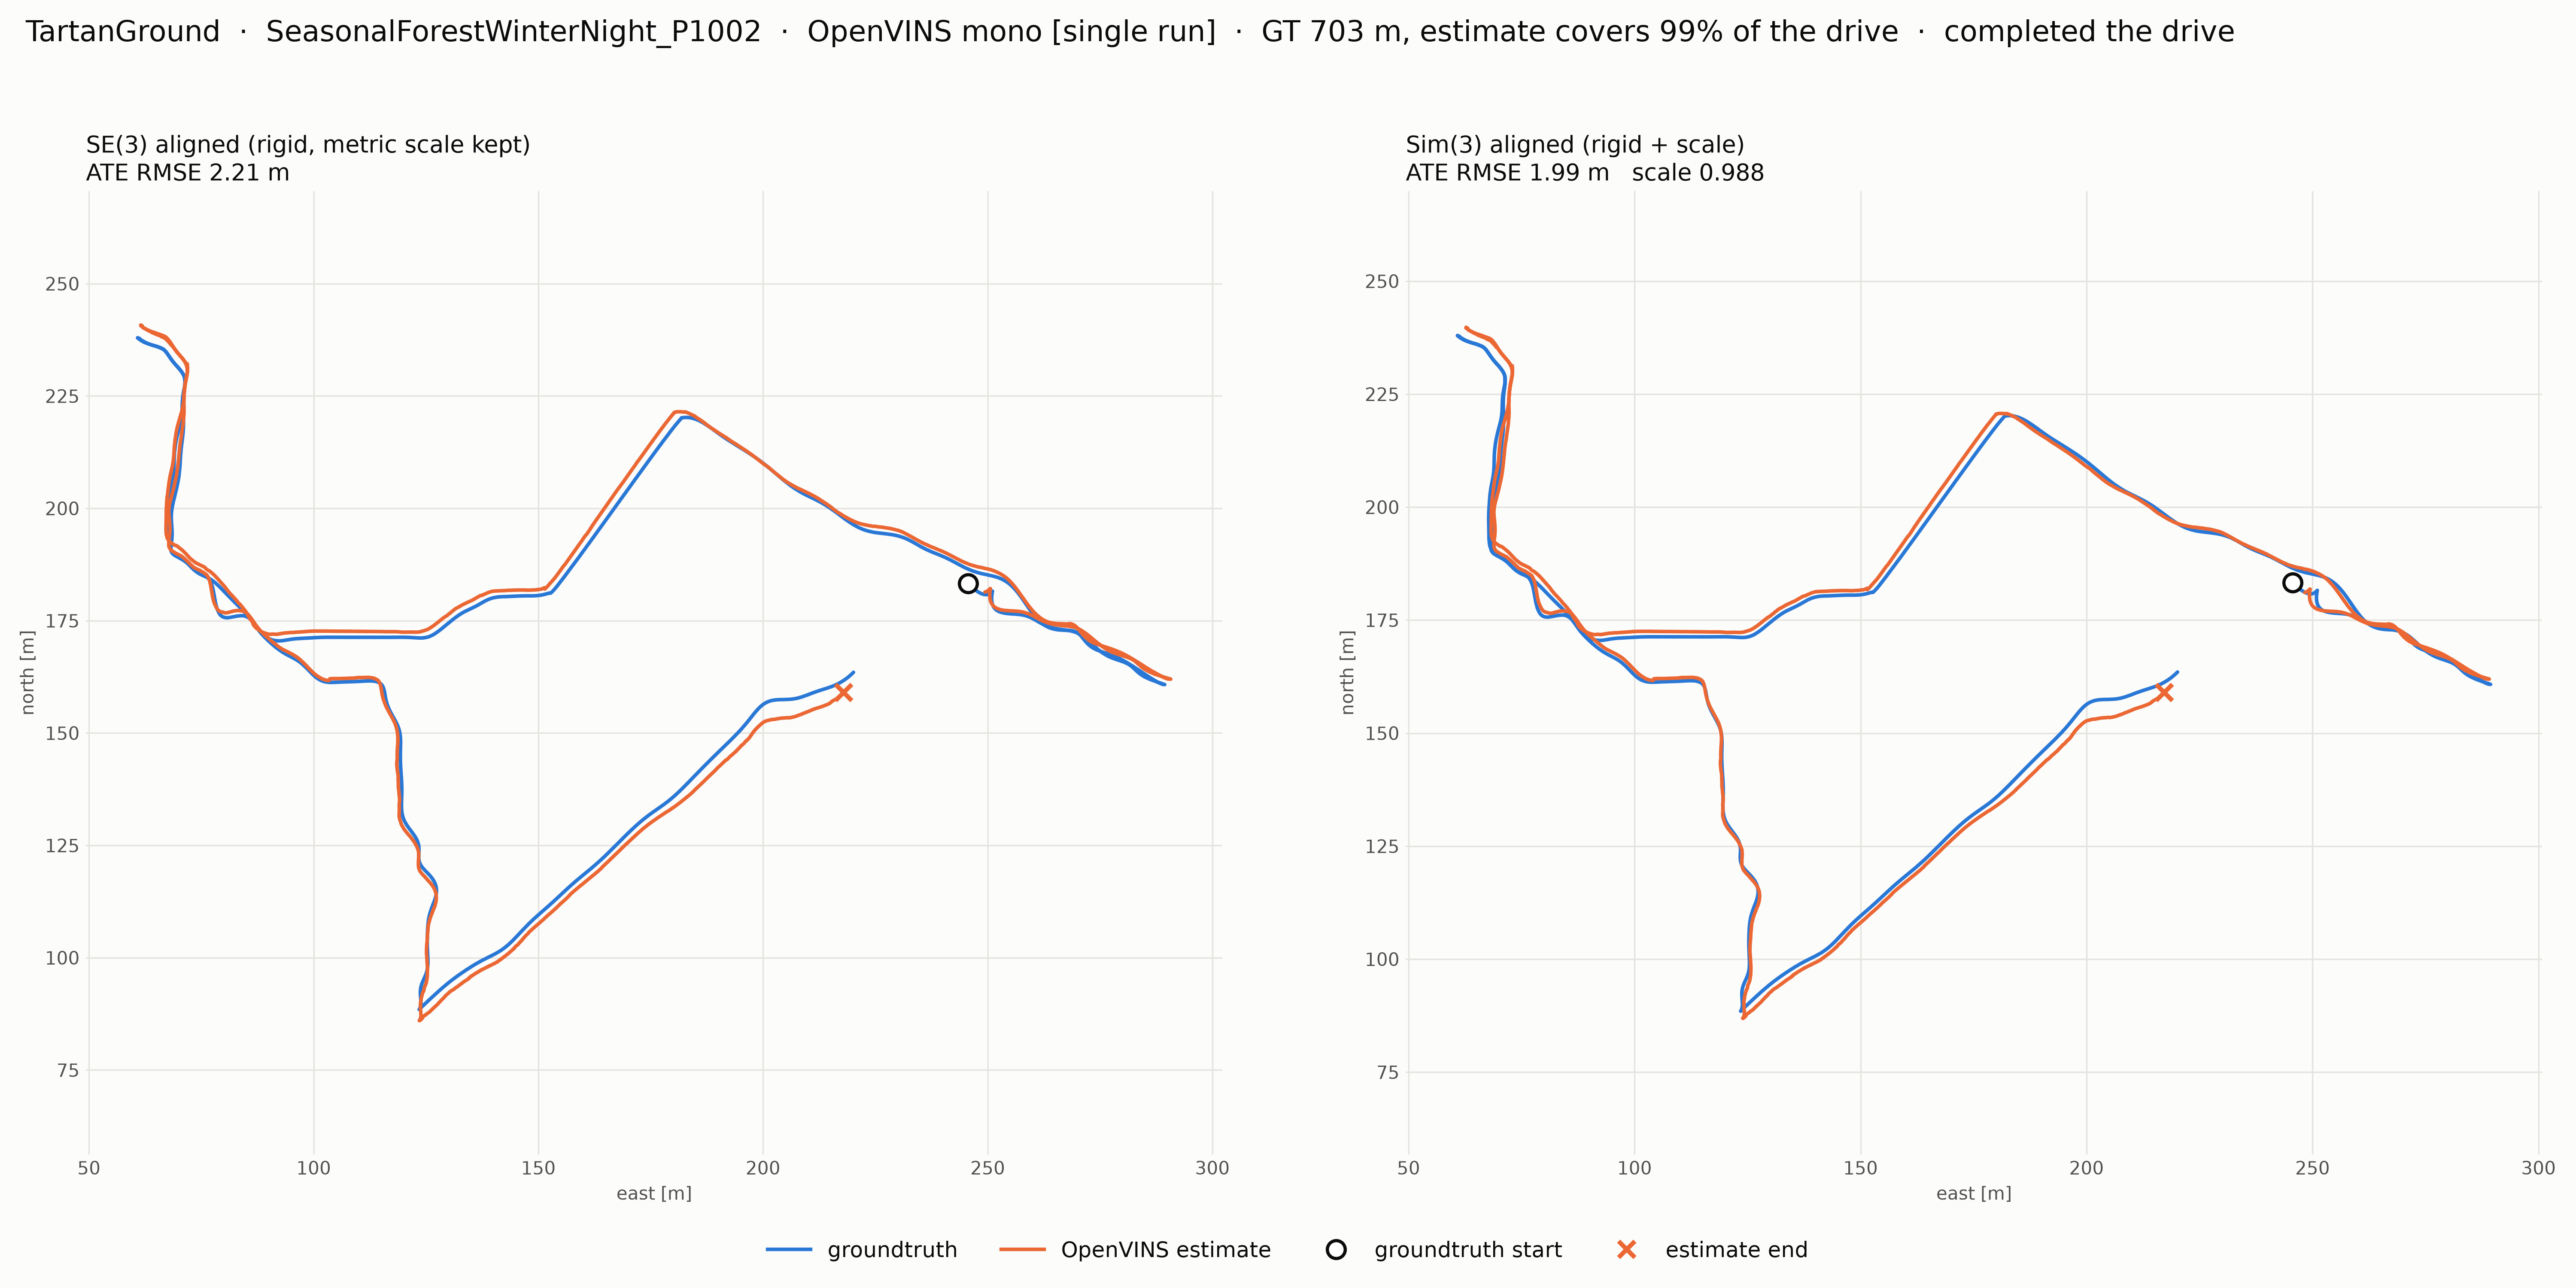 TartanGround · SeasonalForestWinterNight_P1002 · OpenVINS mono [single run] · GT 703 m, estimate covers 99% of the drive · completed the drive
SE(3) aligned (rigid, metric scale kept)
ATE RMSE 2.21 m
250
225
200
175
150
125
100
75
north [m]
50
100
150
200
250
300
east [m]
Sim(3) aligned (rigid + scale)
ATE RMSE 1.99 m scale 0.988
250
225
200
175
150
125
100
75
north [m]
50
100
150
200
250
300
east [m]
groundtruth
OpenVINS estimate
groundtruth start
estimate end